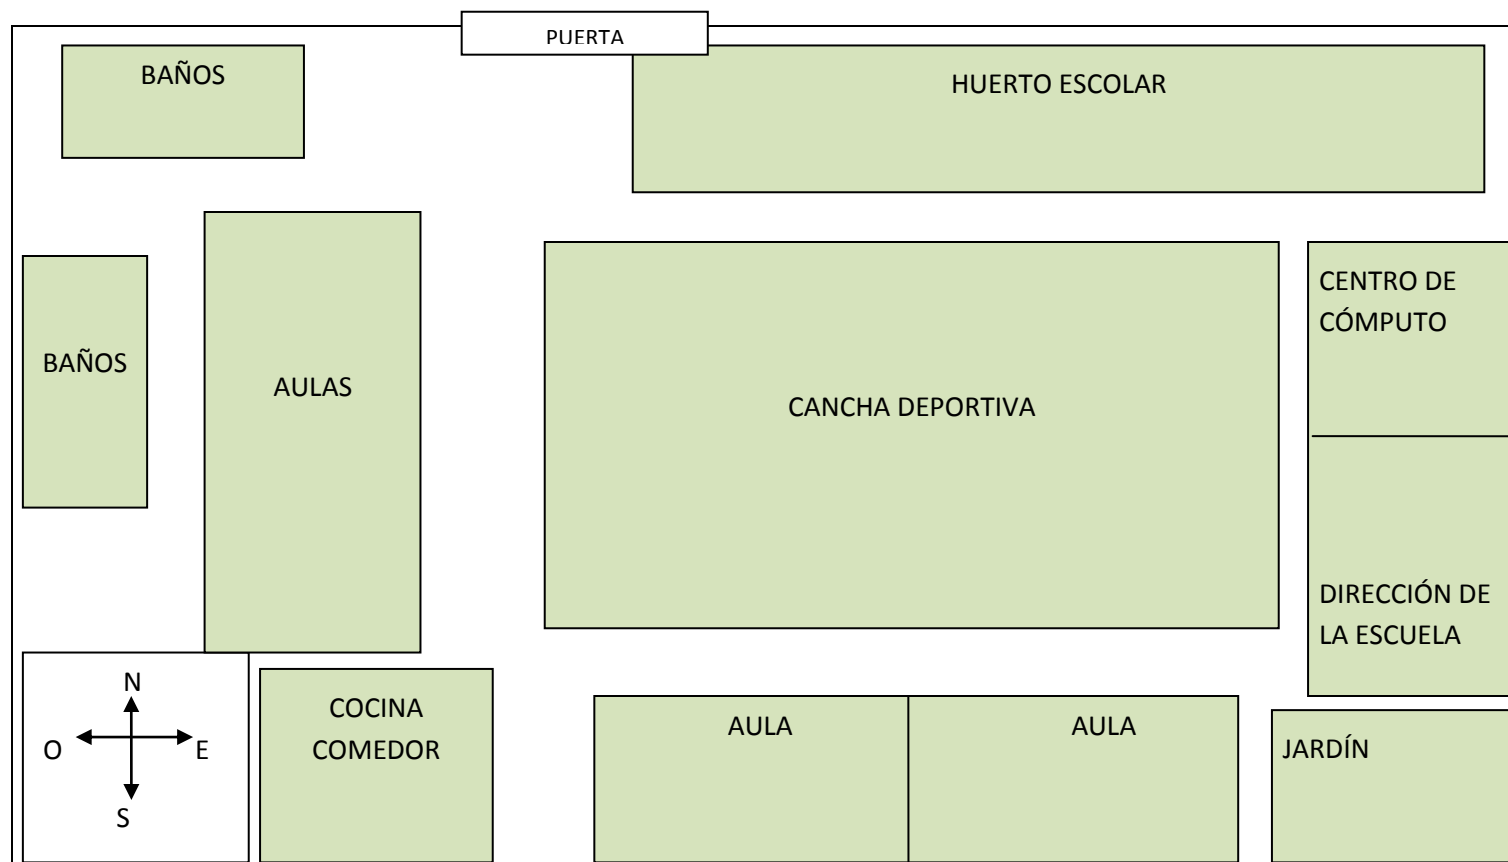 PUERTA
BAÑOS
HUERTO ESCOLAR
CENTRO DE
CÓMPUTO
BAÑOS
AULAS
CANCHA DEPORTIVA
DIRECCIÓN DE
LA ESCUELA
N
O
E
S
COCINA
COMEDOR
AULA
AULA
JARDÍN